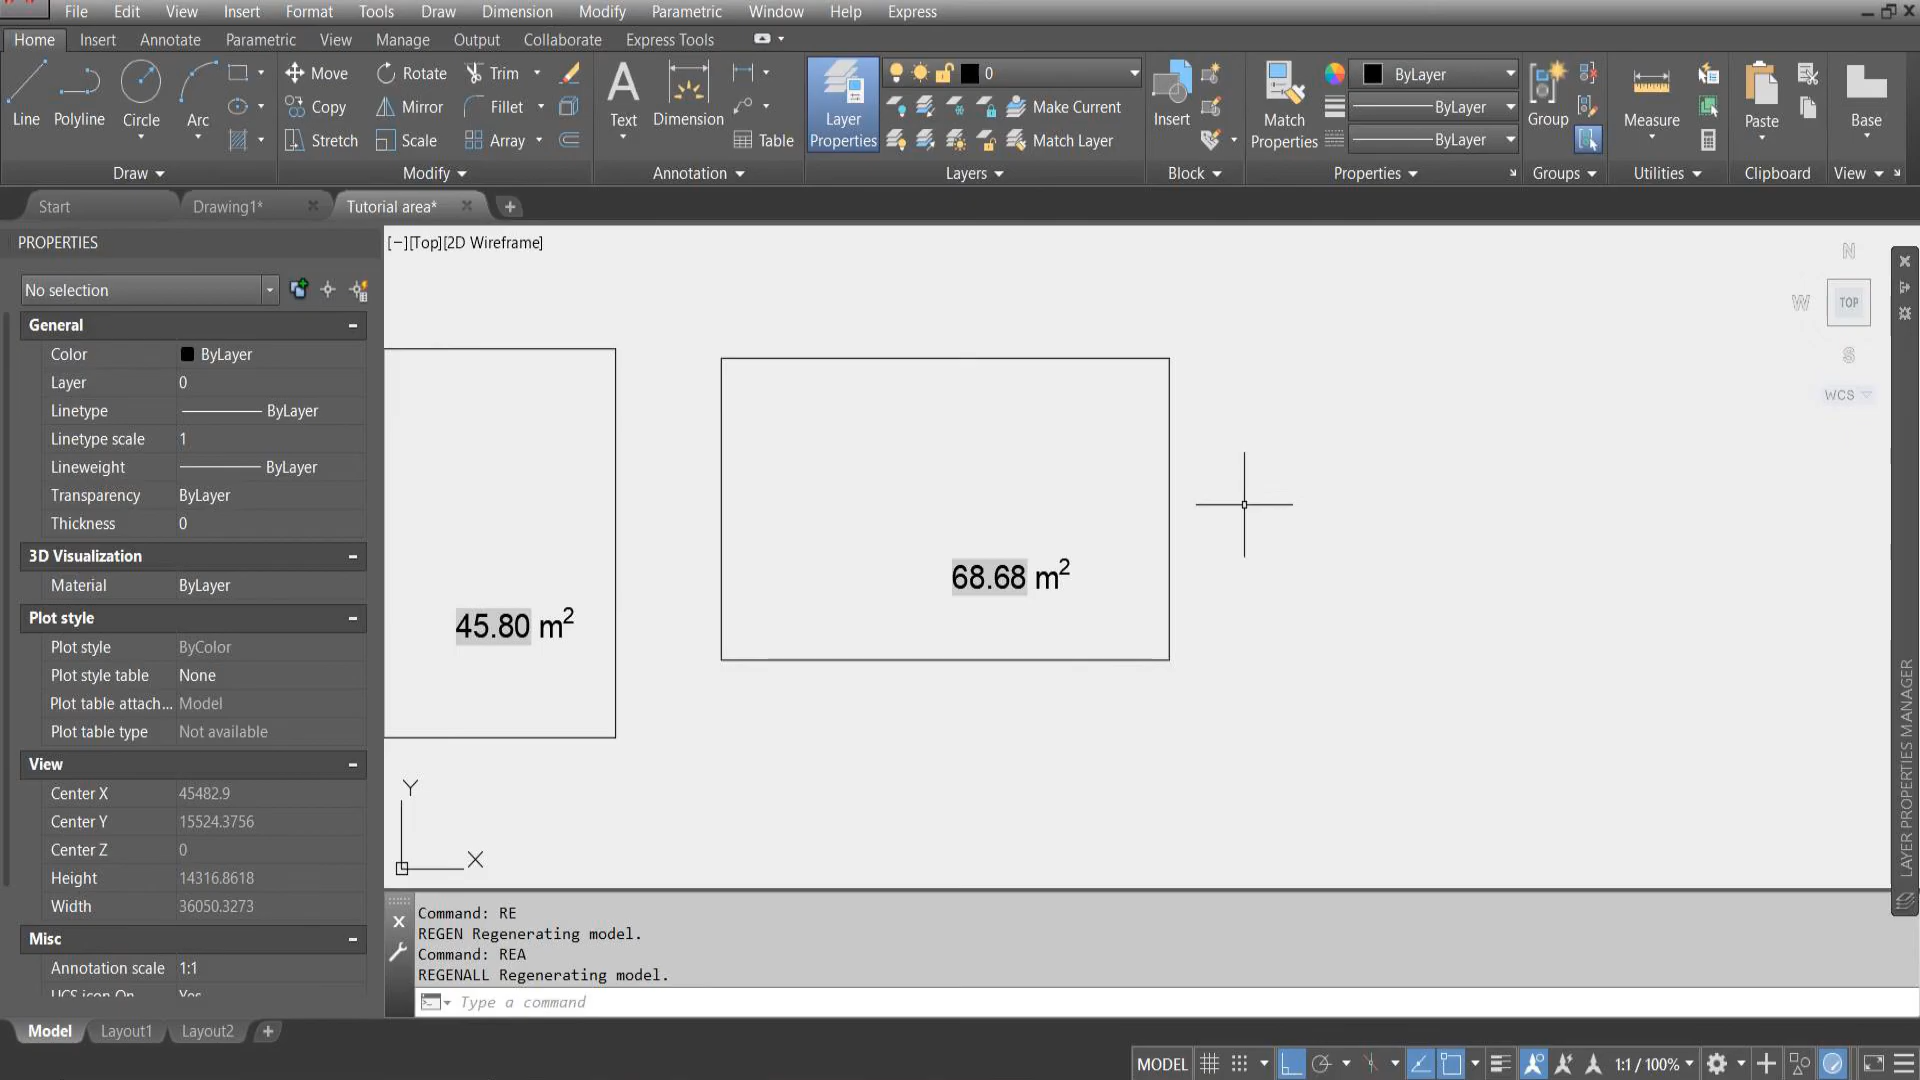 File Edit View Insert Format Tools Draw Dimension Modify Parametric Window Help Express
Home Insert Annotate Parametric View Manage Output Collaborate Express Tools
Line Polyline Circle Arc
Move Rotate Trim
Copy Mirror Fillet
Stretch Scale Array
Text Dimension Table
Layer Properties
0
Make Current
Match Layer
Insert
Match Properties
ByLayer
ByLayer
ByLayer
Group Measure Paste Base
Draw Modify Annotation Layers Block Properties Groups Utilities Clipboard View
Start Drawing1* Tutorial area*
PROPERTIES
[−][Top][2D Wireframe]
No selection
General
Color ByLayer
Layer 0
Linetype ByLayer
Linetype scale 1
Lineweight ByLayer
Transparency ByLayer
Thickness 0
3D Visualization
Material ByLayer
Plot style
Plot style ByColor
Plot style table None
Plot table attach... Model
Plot table type Not available
View
Center X 45482.9
Center Y 15524.3756
Center Z 0
Height 14316.8618
Width 36050.3273
Misc
Annotation scale 1:1
UCS icon On Yes
45.80 m²
68.68 m²
N
W TOP
S
WCS
LAYER PROPERTIES MANAGER
Y
X
Command: RE
REGEN Regenerating model.
Command: REA
REGENALL Regenerating model.
Type a command
Model Layout1 Layout2
MODEL 1:1 / 100%